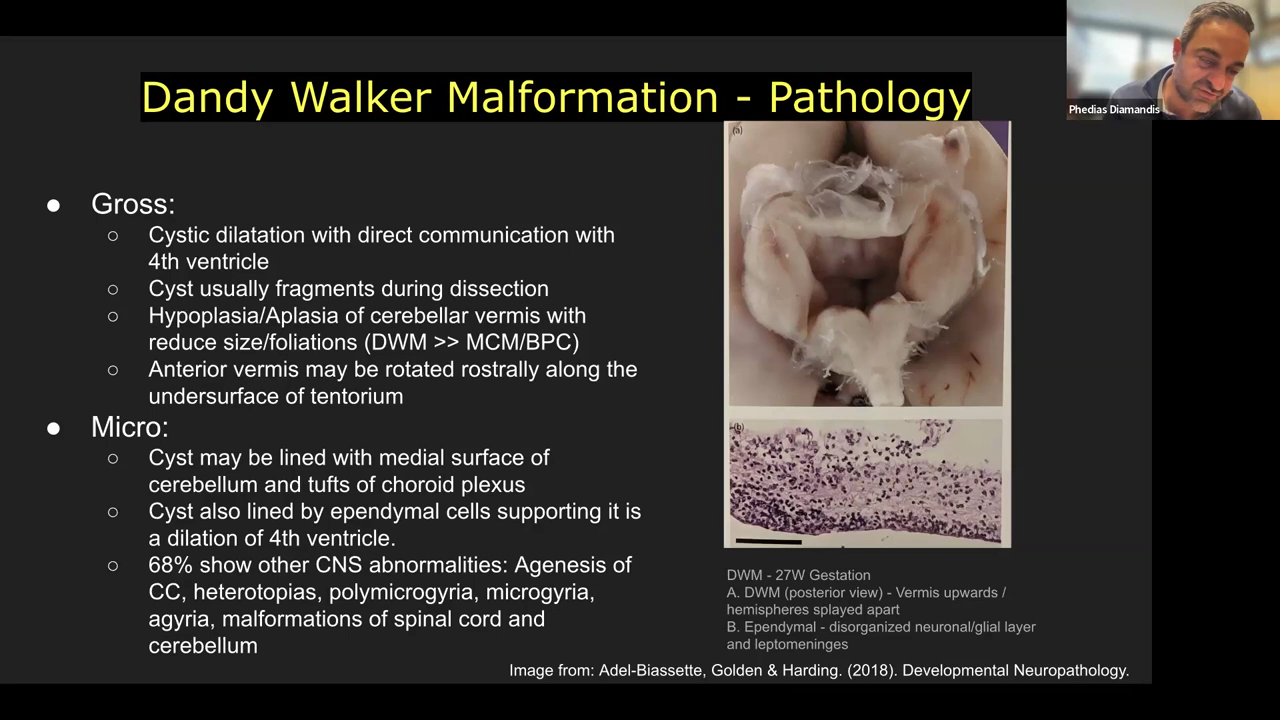 Phedias Diamandis
Dandy Walker Malformation - Pathology
● Gross:
○ Cystic dilatation with direct communication with
4th ventricle
○ Cyst usually fragments during dissection
○ Hypoplasia/Aplasia of cerebellar vermis with
reduce size/foliations (DWM >> MCM/BPC)
○ Anterior vermis may be rotated rostrally along the
undersurface of tentorium
● Micro:
○ Cyst may be lined with medial surface of
cerebellum and tufts of choroid plexus
○ Cyst also lined by ependymal cells supporting it is
a dilation of 4th ventricle.
○ 68% show other CNS abnormalities: Agenesis of
CC, heterotopias, polymicrogyria, microgyria,
agyria, malformations of spinal cord and
cerebellum
(a)
(b)
DWM - 27W Gestation
A. DWM (posterior view) - Vermis upwards /
hemispheres splayed apart
B. Ependymal - disorganized neuronal/glial layer
and leptomeninges
Image from: Adel-Biassette, Golden & Harding. (2018). Developmental Neuropathology.